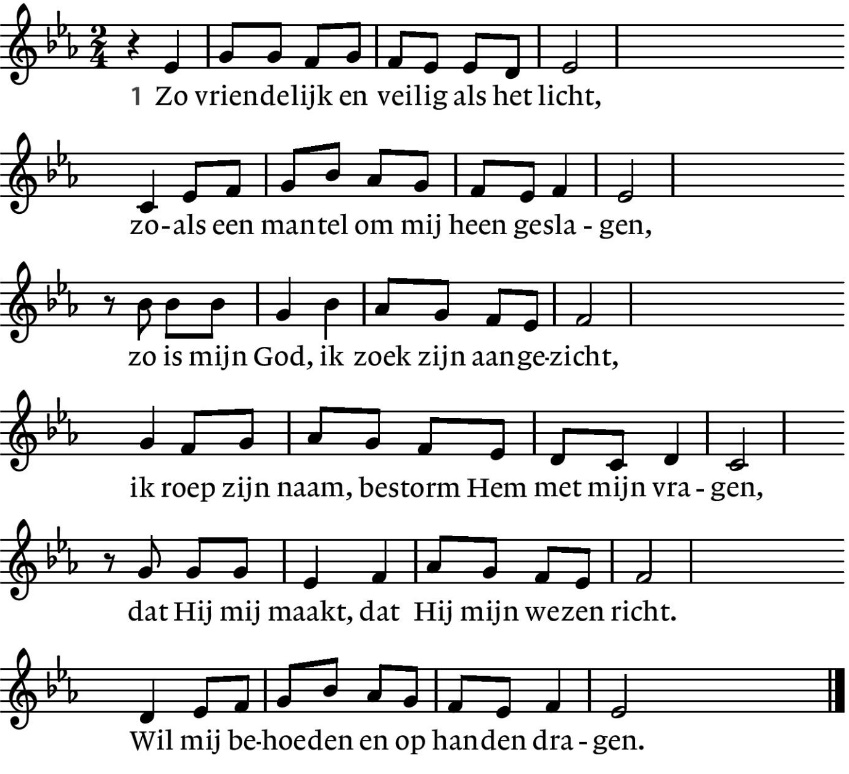 1 Zo vriendelijk en veilig als het licht,
zo-als een mantel om mij heen gesla - gen,
zo is mijn God, ik zoek zijn aange-zicht,
ik roep zijn naam, bestorm Hem met mijn vra - gen,
dat Hij mij maakt, dat Hij mijn wezen richt.
Wil mij be-hoeden en op handen dra - gen.